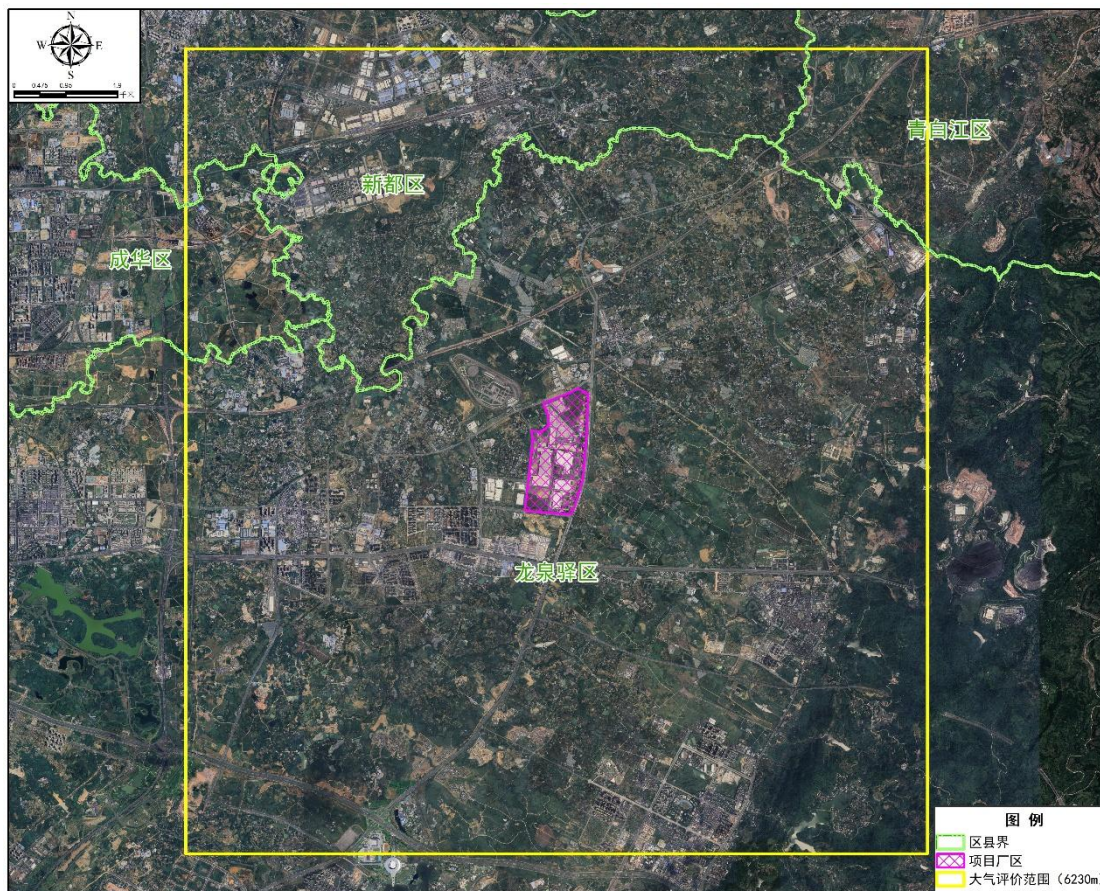 N
W E
S
0 0.475 0.95 1.9
千米
青白江区
新都区
成华区
龙泉驿区
图 例
区县界
项目厂区
大气评价范围（6230m